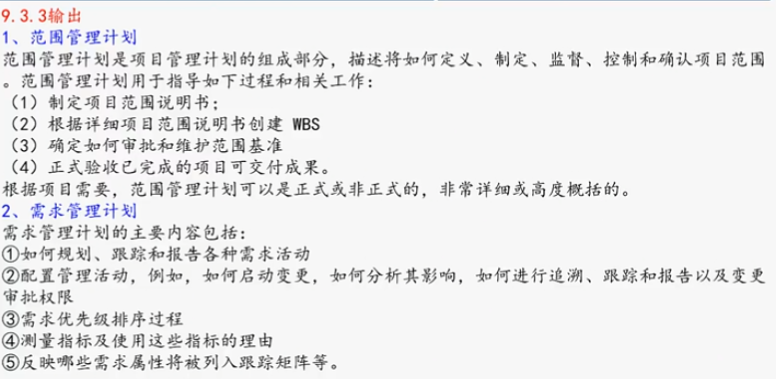 9.3.3输出
1、范围管理计划
范围管理计划是项目管理计划的组成部分，描述将如何定义、制定、监督、控制和确认项目范围
。范围管理计划用于指导如下过程和相关工作：
（1）制定项目范围说明书；
（2）根据详细项目范围说明书创建 WBS
（3）确定如何审批和维护范围基准
（4）正式验收已完成的项目可交付成果。
根据项目需要，范围管理计划可以是正式或非正式的，非常详细或高度概括的。
2、需求管理计划
需求管理计划的主要内容包括：
①如何规划、跟踪和报告各种需求活动
②配置管理活动，例如，如何启动变更，如何分析其影响，如何进行追溯、跟踪和报告以及变更
审批权限
③需求优先级排序过程
④测量指标及使用这些指标的理由
⑤反映哪些需求属性将被列入跟踪矩阵等。